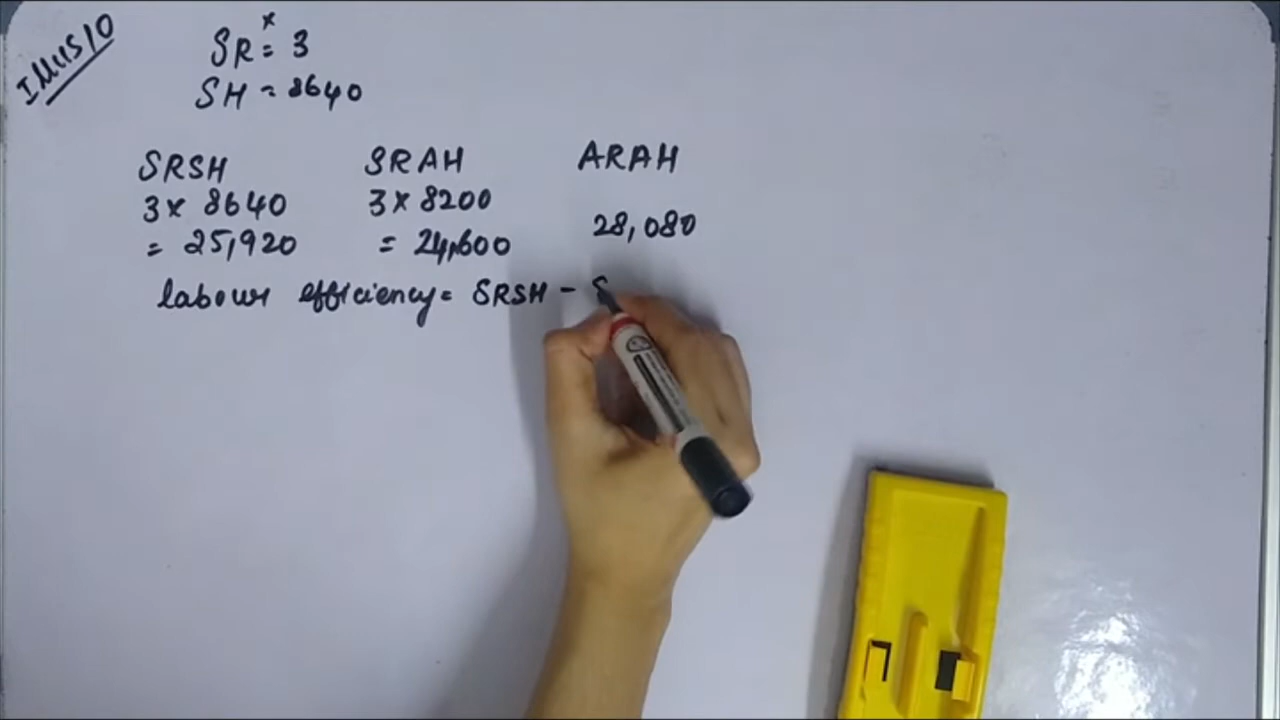 Illus 10
SR = 3
SH = 8640
SRSH SRAH ARAH
3 × 8640 3 × 8200 28,080
= 25,920 = 24,600
labour efficiency = SRSH - S